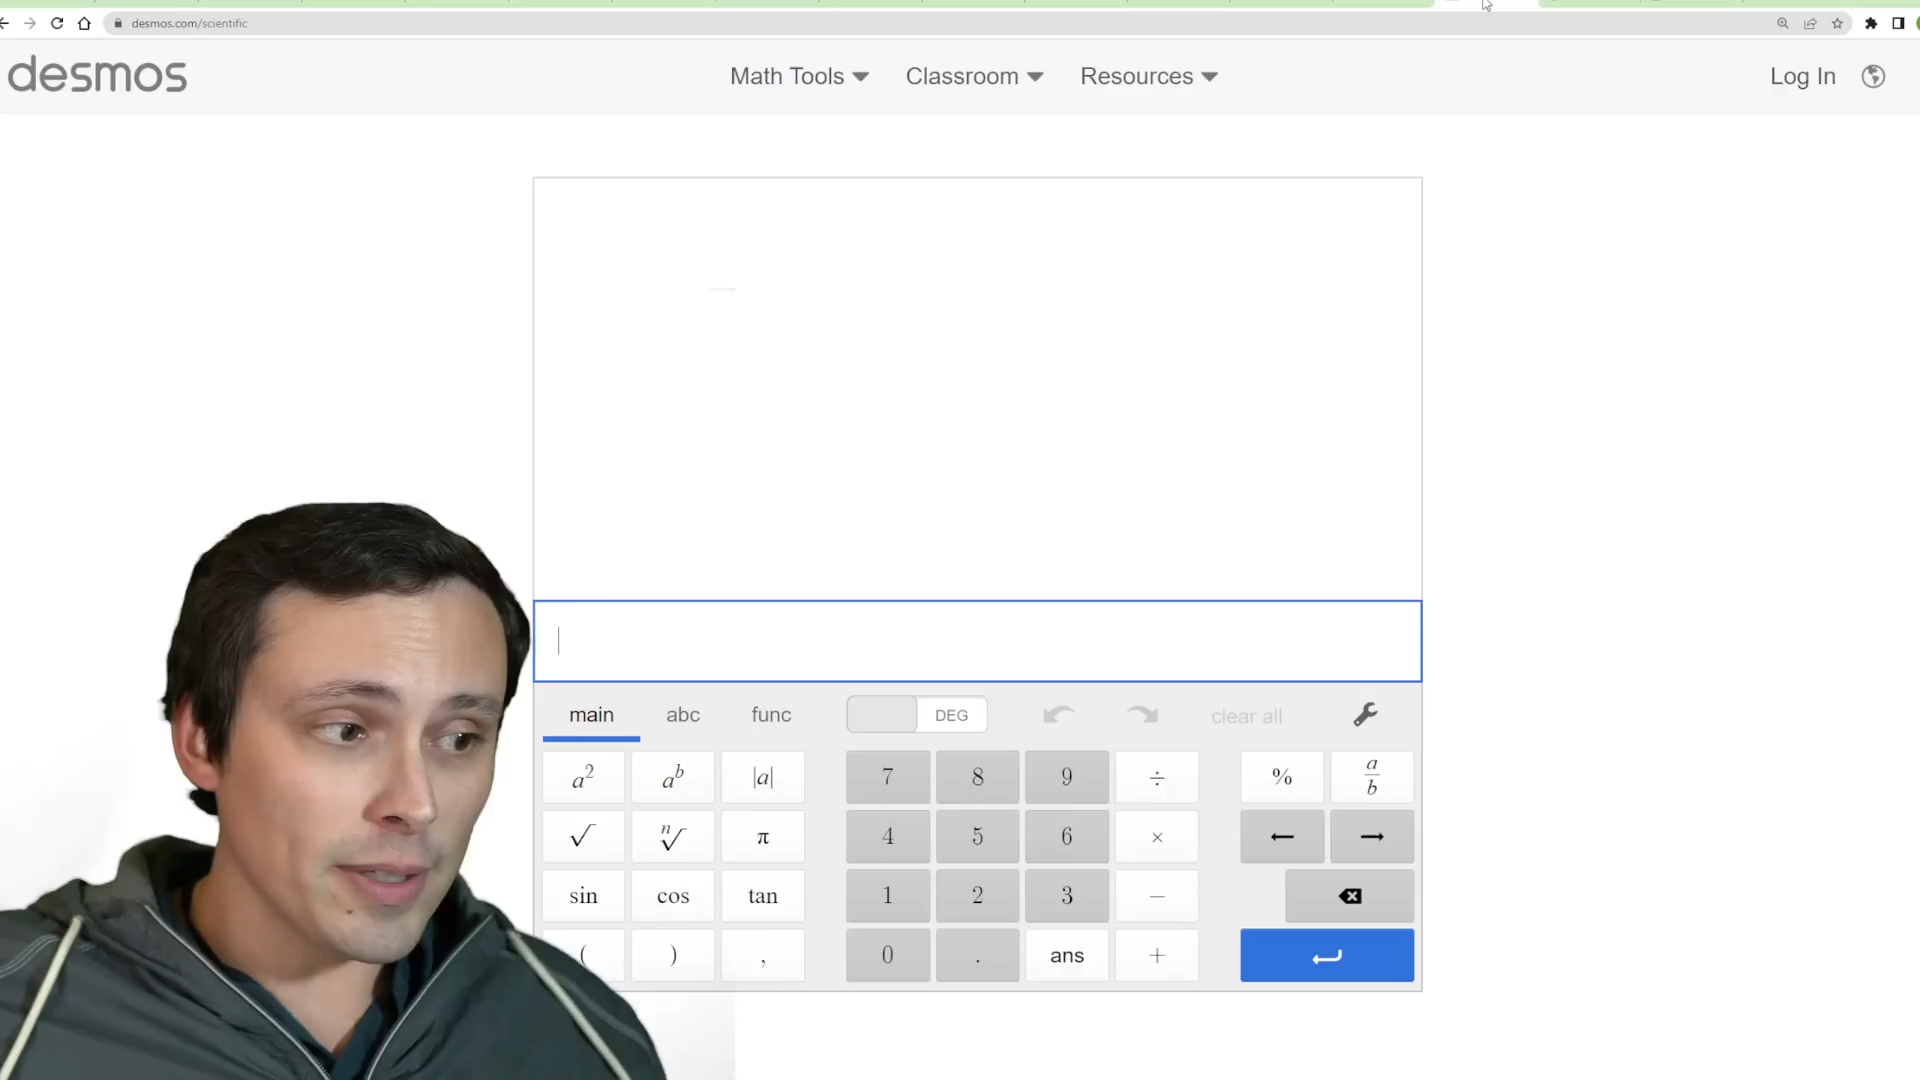 desmos.com/scientific
desmos
Math Tools
Classroom
Resources
Log In
main
abc
func
DEG
clear all
a²
aᵇ
|a|
7
8
9
÷
%
a/b
√
ⁿ√
π
4
5
6
×
←
→
sin
cos
tan
1
2
3
−
(
)
,
0
.
ans
+